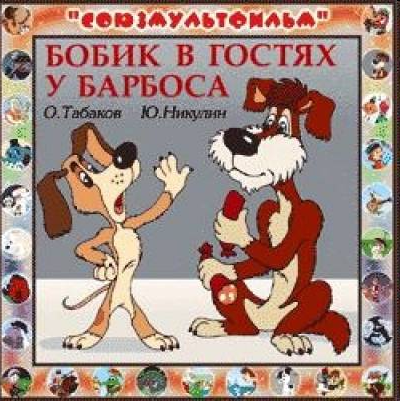 "СОЮЗМУЛЬТФИЛЬМ"
БОБИК В ГОСТЯХ
У БАРБОСА
О.Табаков Ю.Никулин